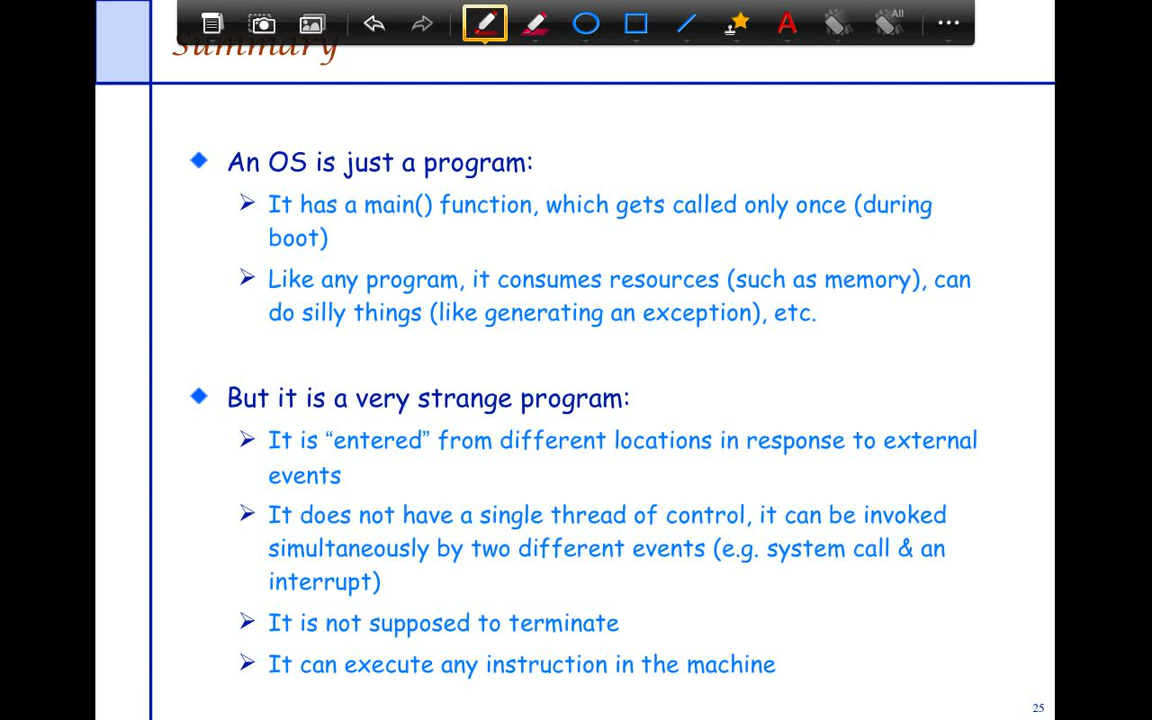 All
A
Summary
An OS is just a program:
It has a main() function, which gets called only once (during
boot)
Like any program, it consumes resources (such as memory), can
do silly things (like generating an exception), etc.
But it is a very strange program:
It is “entered” from different locations in response to external
events
It does not have a single thread of control, it can be invoked
simultaneously by two different events (e.g. system call & an
interrupt)
It is not supposed to terminate
It can execute any instruction in the machine
25